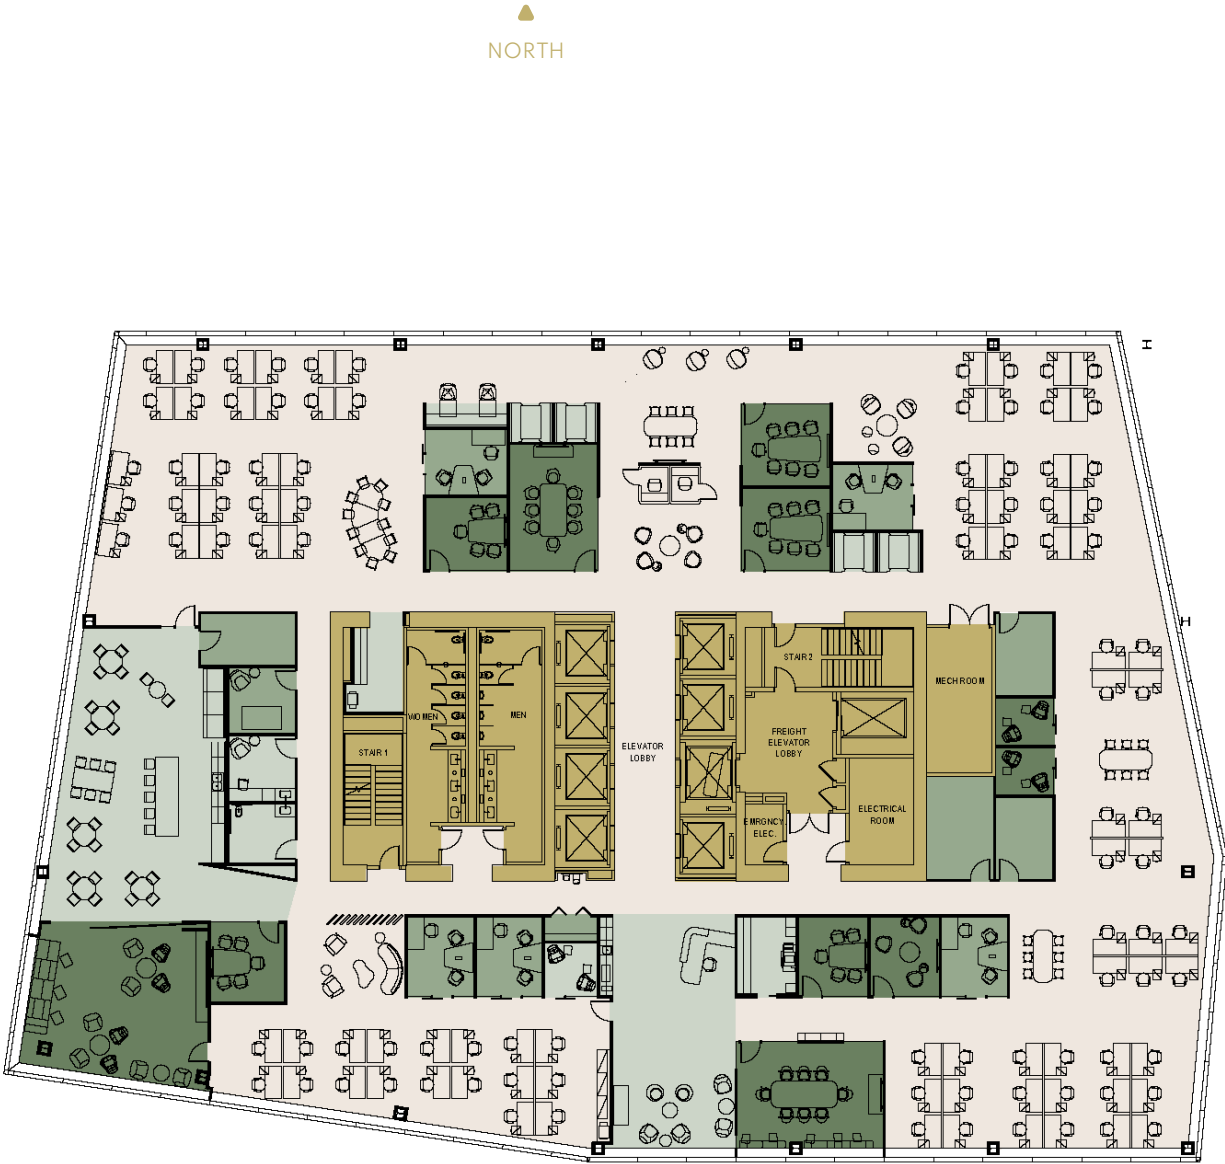 NORTH
STAIR 2
MECH ROOM
WOMEN
MEN
FREIGHT
ELEVATOR
LOBBY
ELEVATOR
LOBBY
STAIR 1
ELECTRICAL
ROOM
EMRGNCY
ELEC.